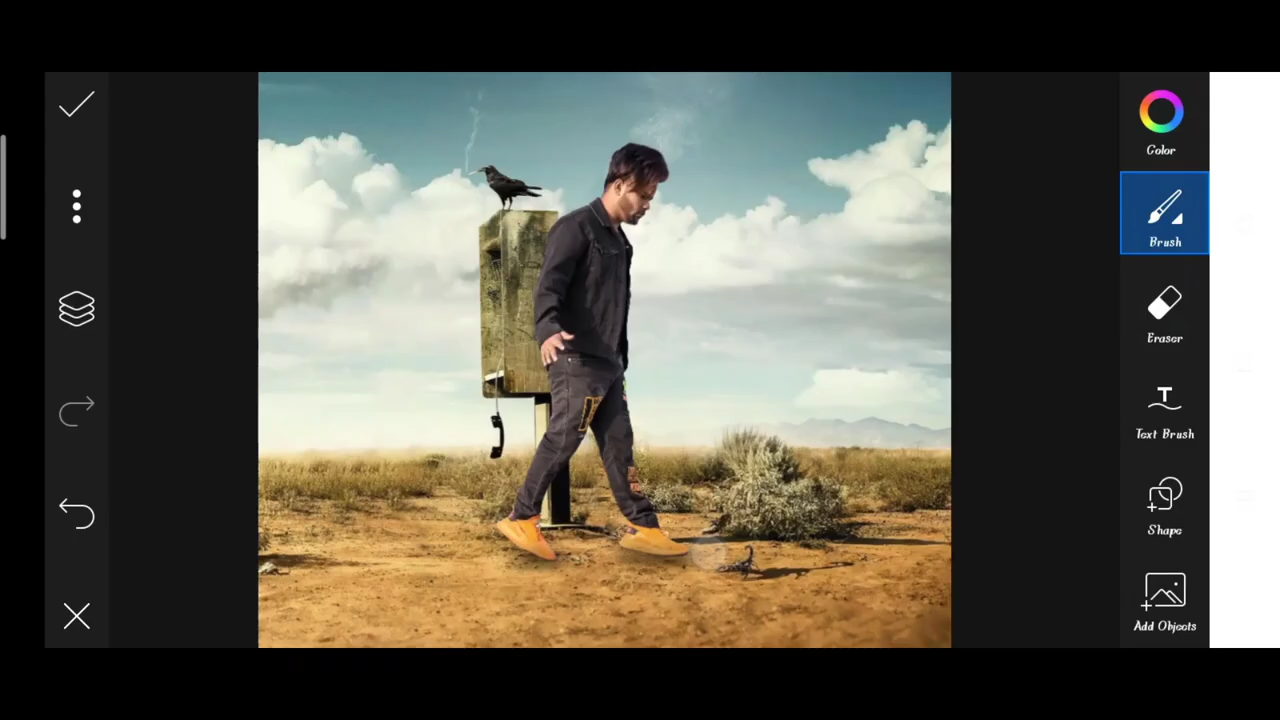 Color
Brush
Eraser
Text Brush
Shape
Add Objects